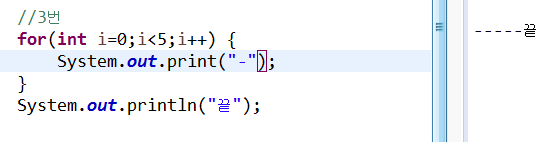 //3번
for(int i=0;i<5;i++) {
    System.out.print("-");
}
System.out.println("끝");
-----끝